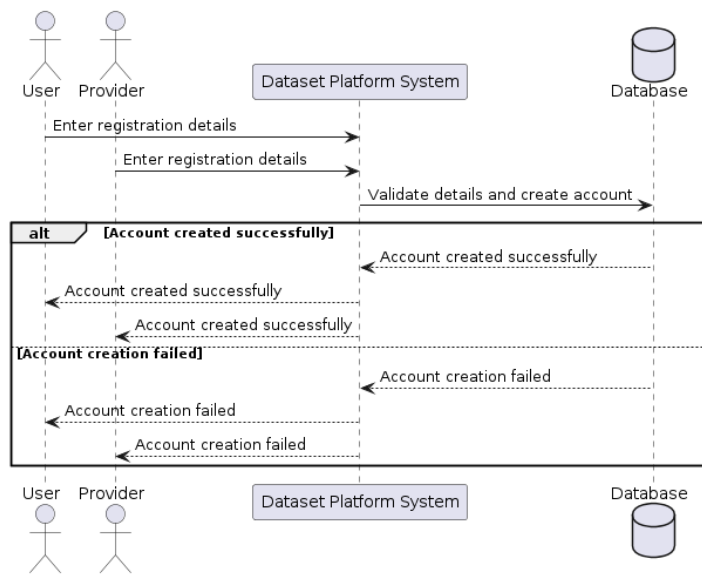 User Provider Dataset Platform System Database
Enter registration details
Enter registration details
Validate details and create account
alt [Account created successfully]
Account created successfully
Account created successfully
Account created successfully
[Account creation failed]
Account creation failed
Account creation failed
Account creation failed
User Provider Dataset Platform System Database